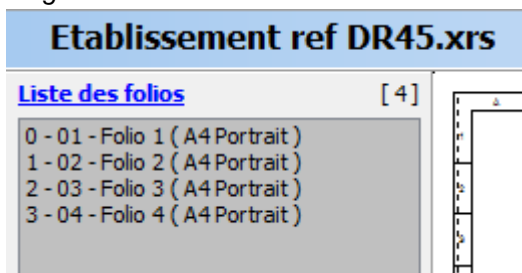 Etablissement ref DR45.xrs
Liste des folios [4]
0 - 01 - Folio 1 ( A4 Portrait )
1 - 02 - Folio 2 ( A4 Portrait )
2 - 03 - Folio 3 ( A4 Portrait )
3 - 04 - Folio 4 ( A4 Portrait )